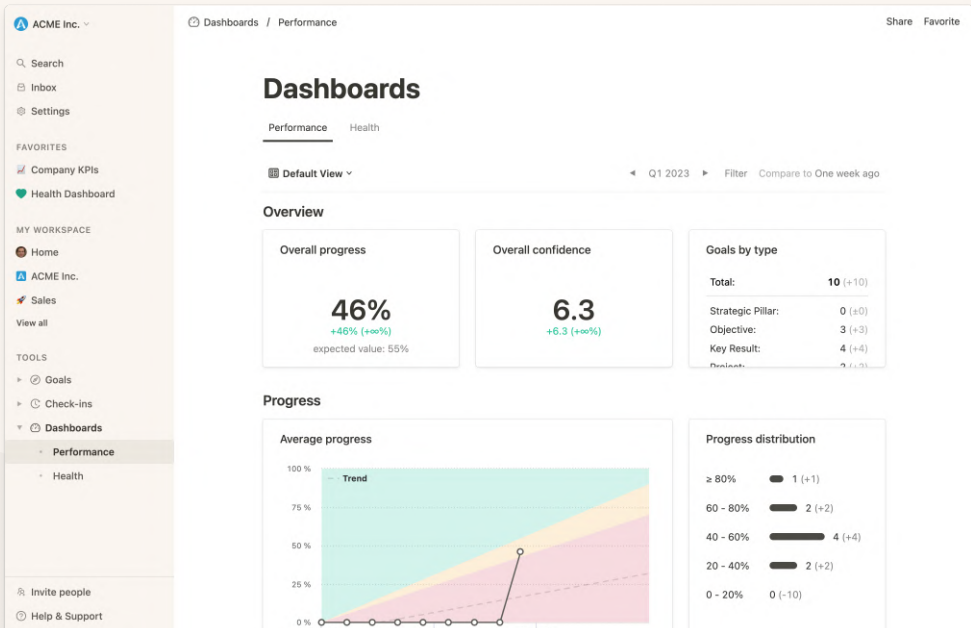 ACME Inc.
Dashboards / Performance
Share Favorite
Search
Inbox
Settings
FAVORITES
Company KPIs
Health Dashboard
MY WORKSPACE
Home
ACME Inc.
Sales
View all
TOOLS
Goals
Check-ins
Dashboards
Performance
Health
Invite people
Help & Support
Dashboards
Performance Health
Default View
Q1 2023 Filter Compare to One week ago
Overview
Overall progress
46%
+46% (+∞%)
expected value: 55%
Overall confidence
6.3
+6.3 (+∞%)
Goals by type
Total: 10 (+10)
Strategic Pillar: 0 (±0)
Objective: 3 (+3)
Key Result: 4 (+4)
Project: 2 (+2)
Progress
Average progress
100 %
Trend
75 %
50 %
25 %
0 %
Progress distribution
≥ 80% 1 (+1)
60 - 80% 2 (+2)
40 - 60% 4 (+4)
20 - 40% 2 (+2)
0 - 20% 0 (-10)